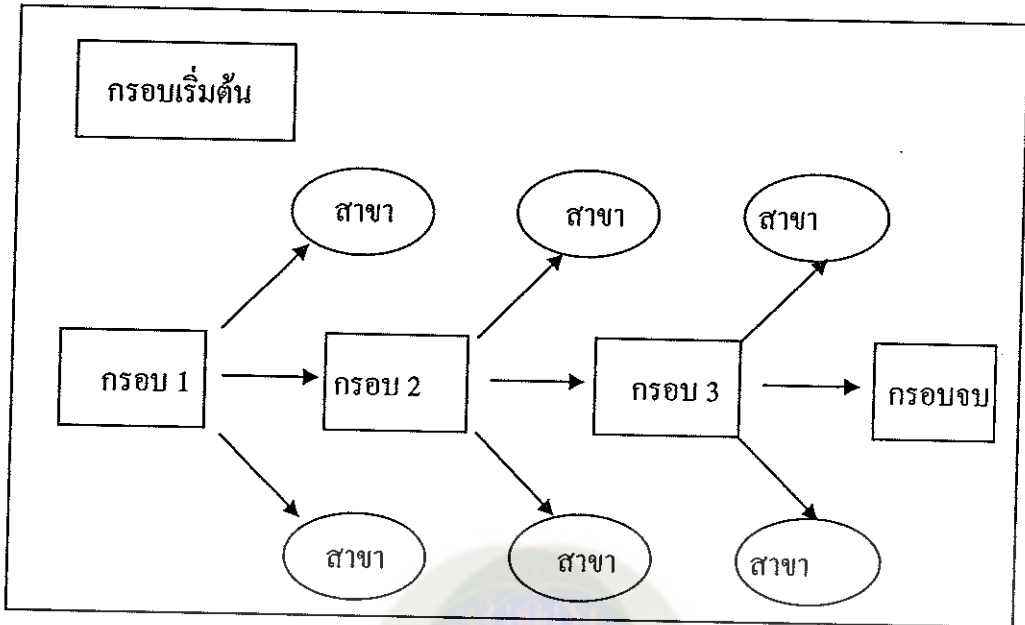 กรอบเริ่มต้น
สาขา สาขา สาขา
กรอบ 1 กรอบ 2 กรอบ 3 กรอบจบ
สาขา สาขา สาขา